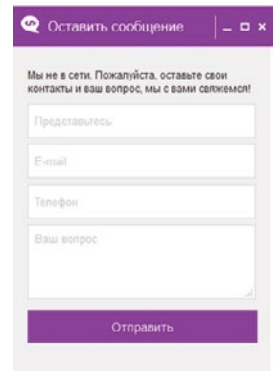 Оставить сообщение
Мы не в сети. Пожалуйста, оставьте свои
контакты и ваш вопрос, мы с вами свяжемся!
Представьтесь
E-mail
Телефон
Ваш вопрос
Отправить